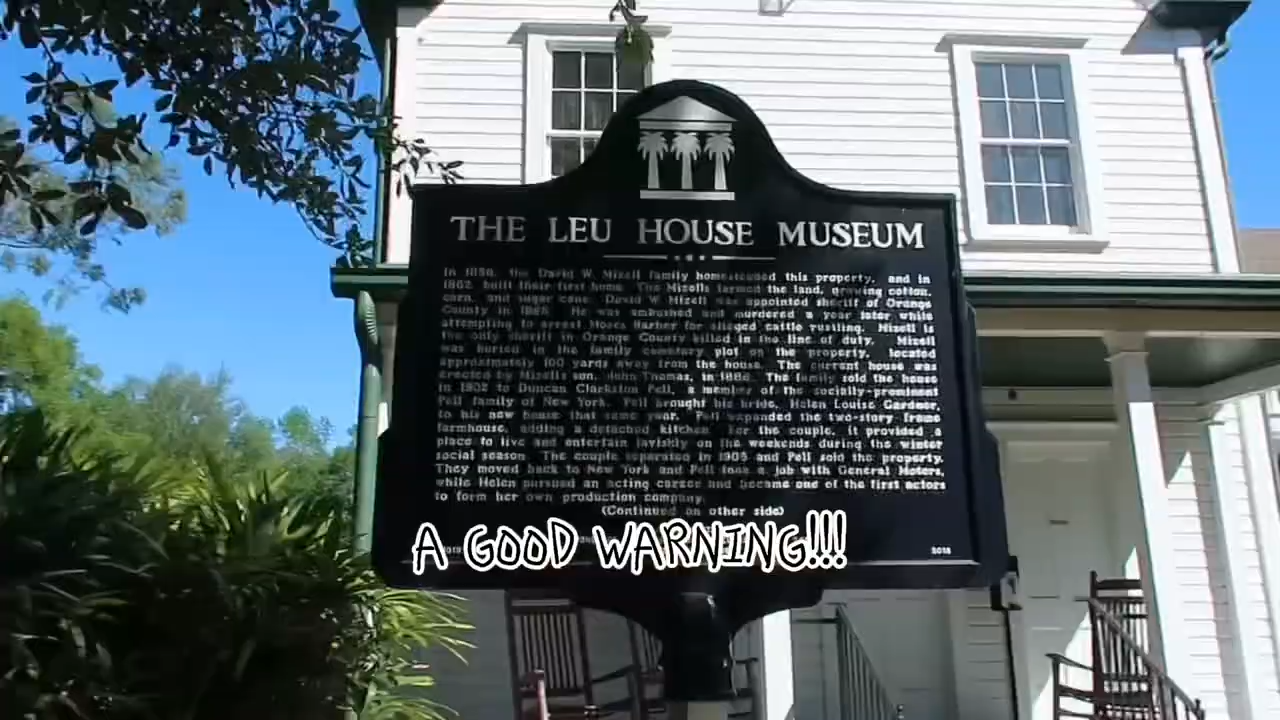 THE LEU HOUSE MUSEUM
In 1858, the David W. Mizell family homesteaded this property, and in
1862, built their first home. The Mizells farmed the land, growing cotton,
corn, and sugar cane. David W. Mizell was appointed sheriff of Orange
County in 1868. He was ambushed and murdered a year later while
attempting to arrest Moses Barber for alleged cattle rustling. Mizell is
the only sheriff in Orange County killed in the line of duty. Mizell
was buried in the family cemetery plot on the property, located
approximately 100 yards away from the house. The current house was
erected by Mizell's son, John Thomas, in 1888. The family sold the house
in 1902 to Duncan Clarkston Pell, a member of the socially-prominent
Pell family of New York. Pell brought his bride, Helen Louise Gardner,
to his new house that same year. Pell expanded the two-story frame
farmhouse, adding a detached kitchen. For the couple, it provided a
place to live and entertain lavishly on the weekends during the winter
social season. The couple separated in 1905 and Pell sold the property.
They moved back to New York and Pell took a job with General Motors,
while Helen pursued an acting career and became one of the first actors
to form her own production company.
(Continued on other side)
A GOOD WARNING!!!
2018